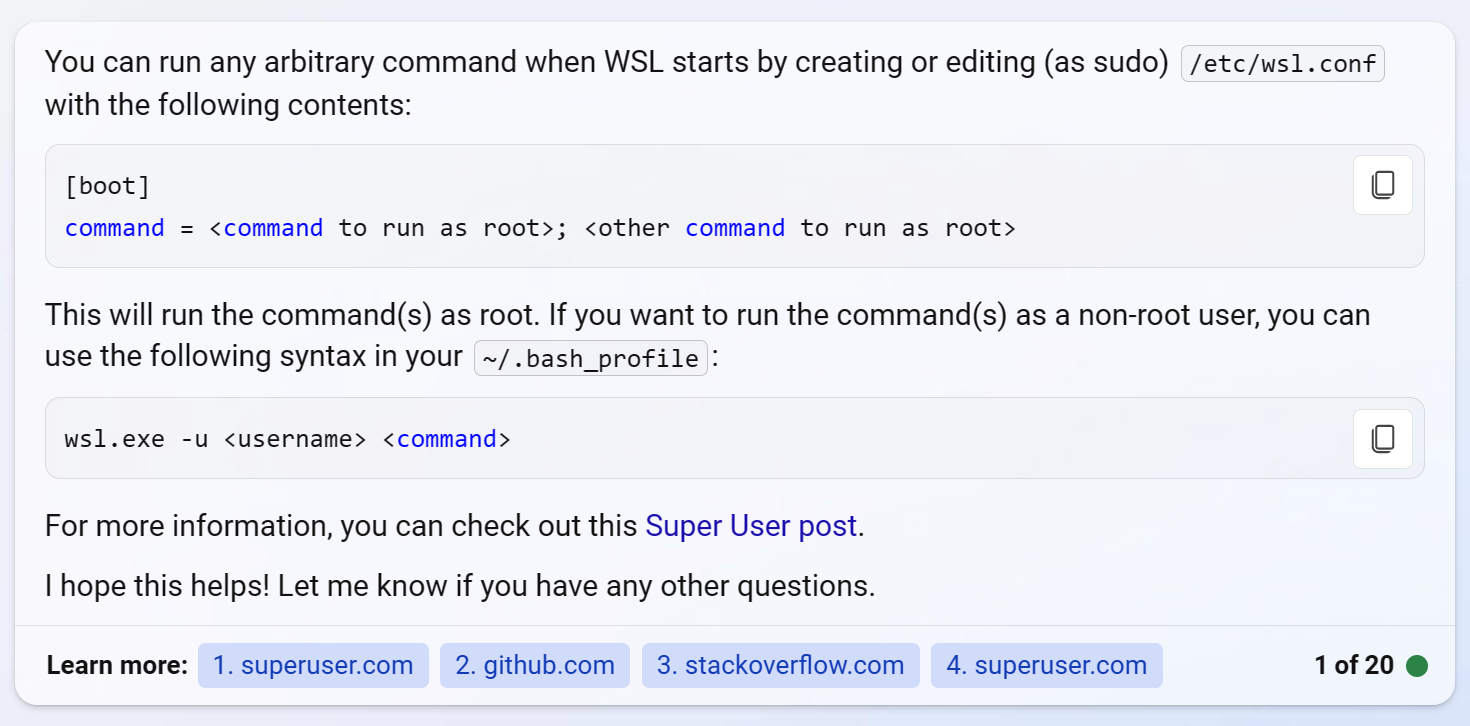 You can run any arbitrary command when WSL starts by creating or editing (as sudo) /etc/wsl.conf
with the following contents:
[boot]
command = <command to run as root>; <other command to run as root>
This will run the command(s) as root. If you want to run the command(s) as a non-root user, you can
use the following syntax in your ~/.bash_profile :
wsl.exe -u <username> <command>
For more information, you can check out this Super User post.
I hope this helps! Let me know if you have any other questions.
Learn more: 1. superuser.com 2. github.com 3. stackoverflow.com 4. superuser.com 1 of 20